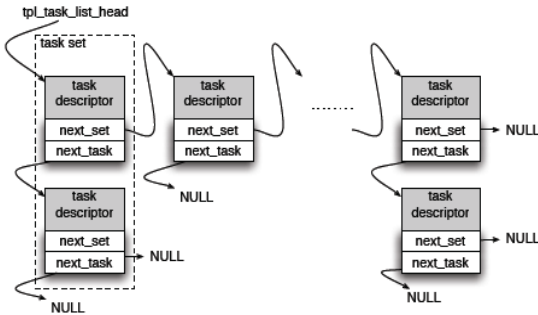 tpl_task_list_head
task set
task
descriptor
next_set
next_task
NULL
task
descriptor
next_set
next_task
NULL
NULL
task
descriptor
next_set
next_task
NULL
.......
task
descriptor
next_set
next_task
NULL
task
descriptor
next_set
next_task
NULL
NULL